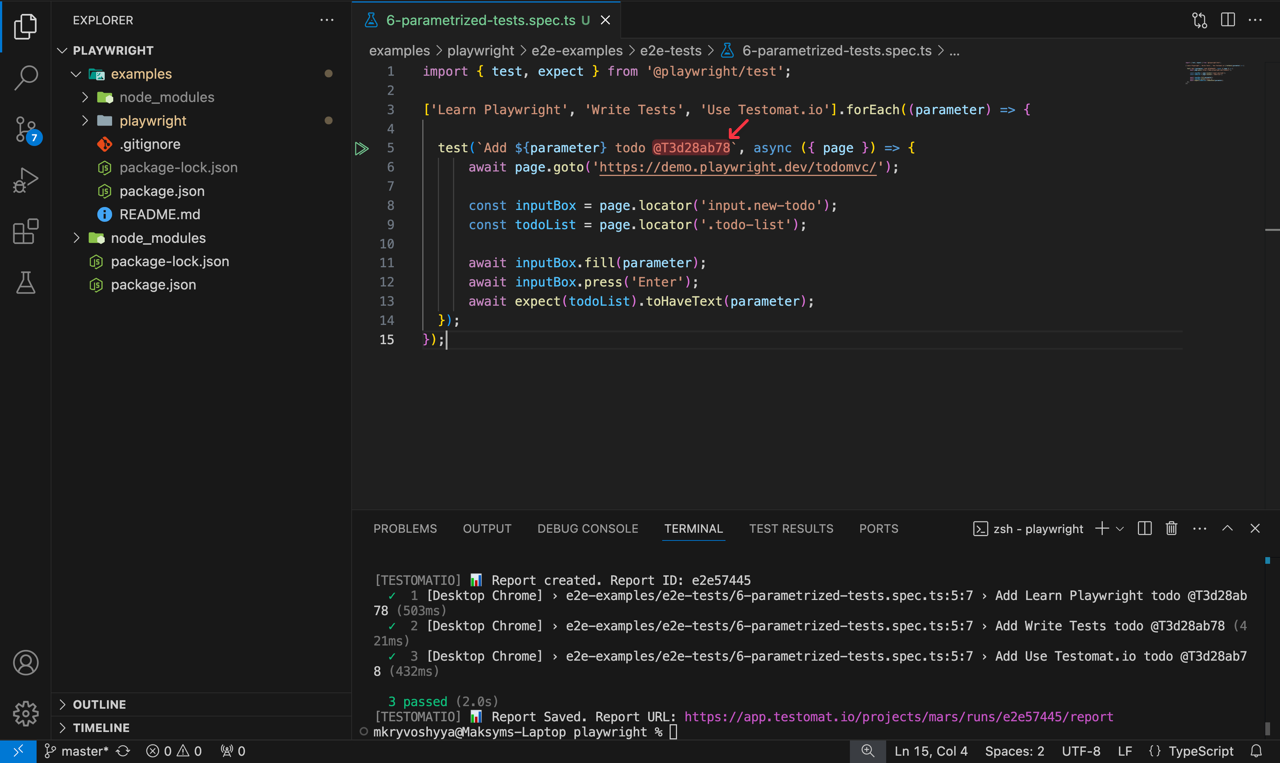 EXPLORER
PLAYWRIGHT
examples
node_modules
playwright
.gitignore
package-lock.json
package.json
README.md
node_modules
package-lock.json
package.json
OUTLINE
TIMELINE
7
6-parametrized-tests.spec.ts U
examples > playwright > e2e-examples > e2e-tests > 6-parametrized-tests.spec.ts > ...
1 import { test, expect } from '@playwright/test';
2
3 ['Learn Playwright', 'Write Tests', 'Use Testomat.io'].forEach((parameter) => {
4
5 test(`Add ${parameter} todo @T3d28ab78`, async ({ page }) => {
6 await page.goto('https://demo.playwright.dev/todomvc/');
7
8 const inputBox = page.locator('input.new-todo');
9 const todoList = page.locator('.todo-list');
10
11 await inputBox.fill(parameter);
12 await inputBox.press('Enter');
13 await expect(todoList).toHaveText(parameter);
14 });
15 });
PROBLEMS OUTPUT DEBUG CONSOLE TERMINAL TEST RESULTS PORTS zsh - playwright
[TESTOMATIO] 📊 Report created. Report ID: e2e57445
✓ 1 [Desktop Chrome] › e2e-examples/e2e-tests/6-parametrized-tests.spec.ts:5:7 › Add Learn Playwright todo @T3d28ab
78 (503ms)
✓ 2 [Desktop Chrome] › e2e-examples/e2e-tests/6-parametrized-tests.spec.ts:5:7 › Add Write Tests todo @T3d28ab78 (4
21ms)
✓ 3 [Desktop Chrome] › e2e-examples/e2e-tests/6-parametrized-tests.spec.ts:5:7 › Add Use Testomat.io todo @T3d28ab7
8 (432ms)
3 passed (2.0s)
[TESTOMATIO] 📊 Report Saved. Report URL: https://app.testomat.io/projects/mars/runs/e2e57445/report
mkryvoshyya@Maksyms-Laptop playwright %
master* 0 0 0 Ln 15, Col 4 Spaces: 2 UTF-8 LF {} TypeScript